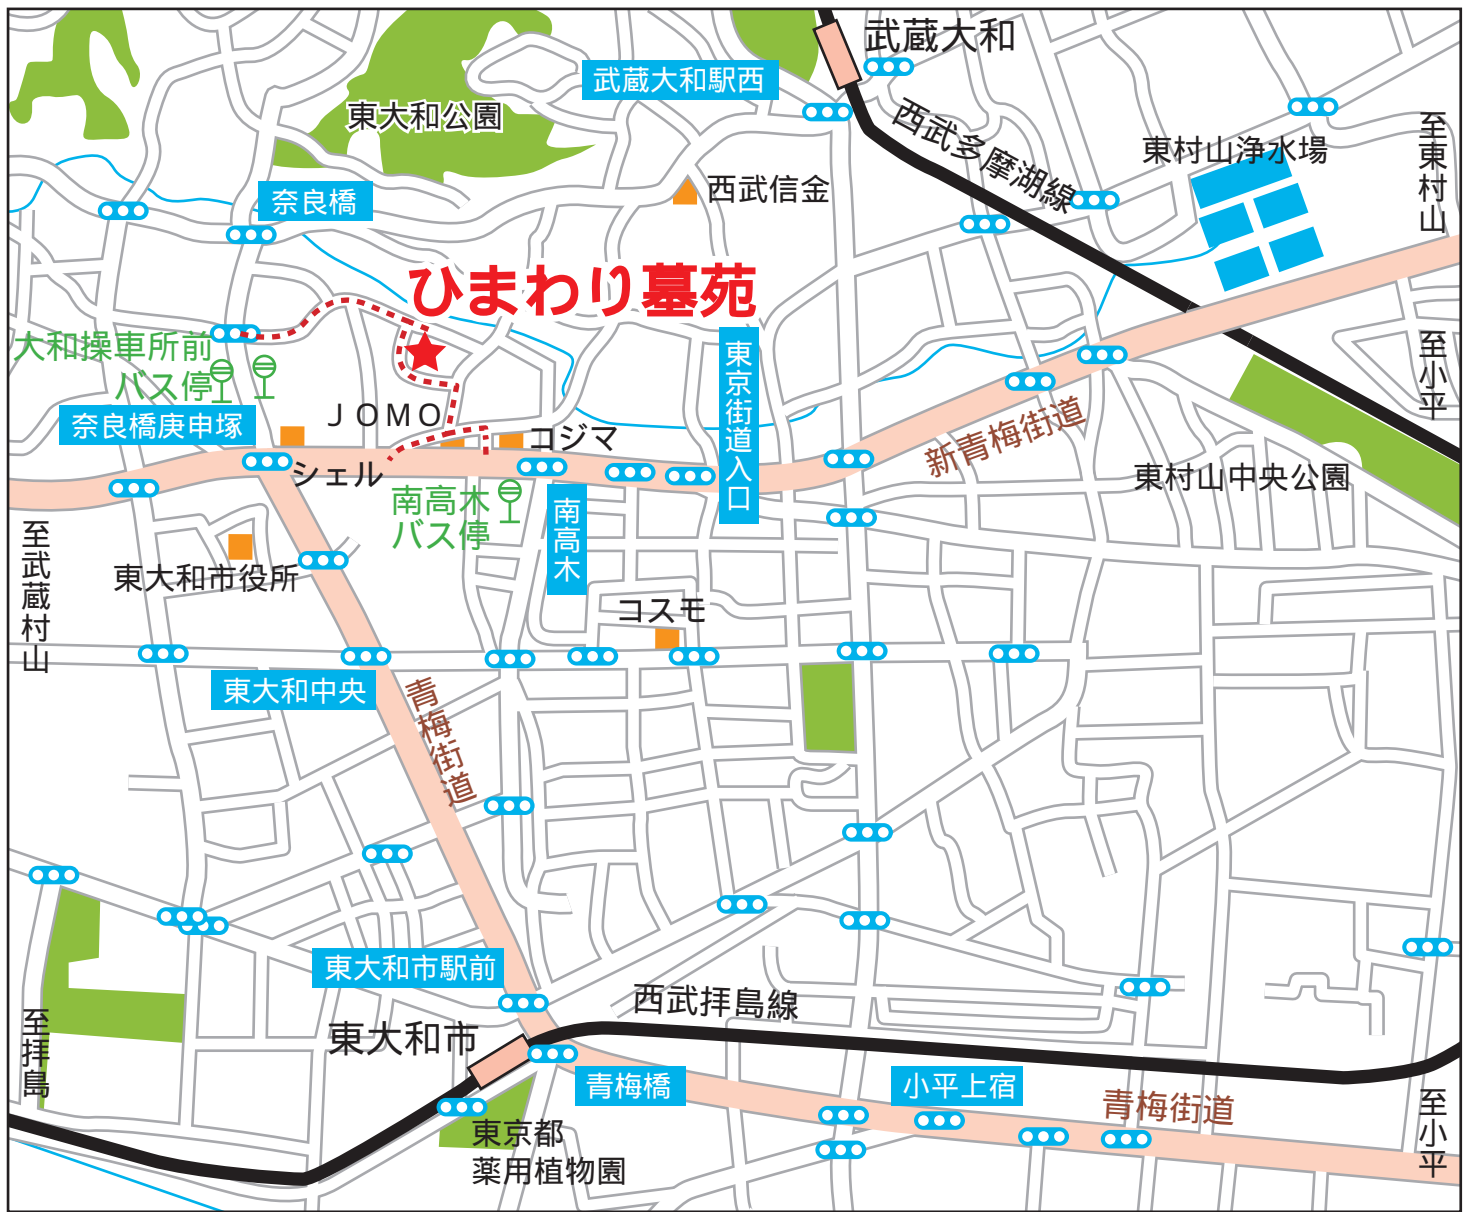 武蔵大和
武蔵大和駅西
東大和公園
西武多摩湖線
東村山浄水場
至東村山
奈良橋
西武信金
ひまわり墓苑
大和操車所前
バス停
東京街道入口
至小平
奈良橋庚申塚
JOMO
コジマ
新青梅街道
シェル
東村山中央公園
南高木
バス停
南高木
至武蔵村山
東大和市役所
コスモ
東大和中央
青梅街道
東大和市駅前
西武拝島線
至拝島
東大和市
青梅橋
小平上宿
青梅街道
至小平
東京都
薬用植物園